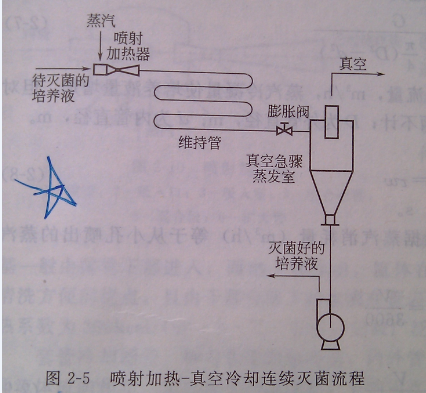 蒸汽
喷射
加热器
待灭菌的
培养液
真空
膨胀阀
维持管
真空急骤
蒸发室
灭菌好的
培养液
图 2-5 喷射加热-真空冷却连续灭菌流程